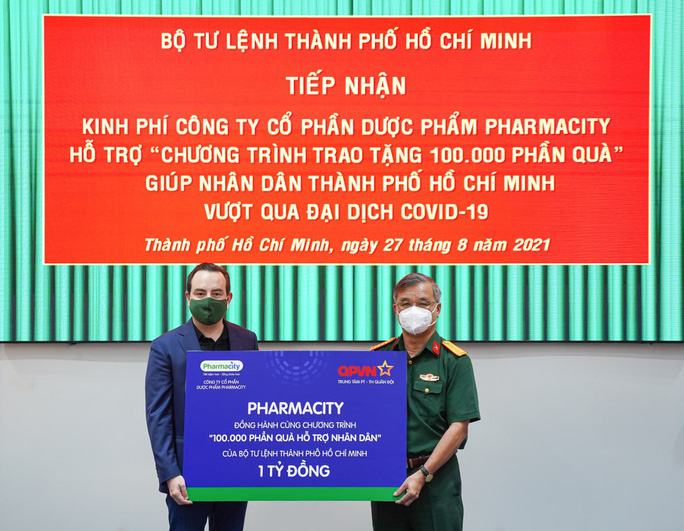 BỘ TƯ LỆNH THÀNH PHỐ HỒ CHÍ MINH
TIẾP NHẬN
KINH PHÍ CÔNG TY CỔ PHẦN DƯỢC PHẨM PHARMACITY
HỖ TRỢ “CHƯƠNG TRÌNH TRAO TẶNG 100.000 PHẦN QUÀ”
GIÚP NHÂN DÂN THÀNH PHỐ HỒ CHÍ MINH
VƯỢT QUA ĐẠI DỊCH COVID-19
Thành phố Hồ Chí Minh, ngày 27 tháng 8 năm 2021
Pharmacity
CÔNG TY CỔ PHẦN
DƯỢC PHẨM PHARMACITY
QPVN
TRUNG TÂM PT - TH QUÂN ĐỘI
PHARMACITY
ĐỒNG HÀNH CÙNG CHƯƠNG TRÌNH
"100.000 PHẦN QUÀ HỖ TRỢ NHÂN DÂN"
CỦA BỘ TƯ LỆNH THÀNH PHỐ HỒ CHÍ MINH
1 TỶ ĐỒNG